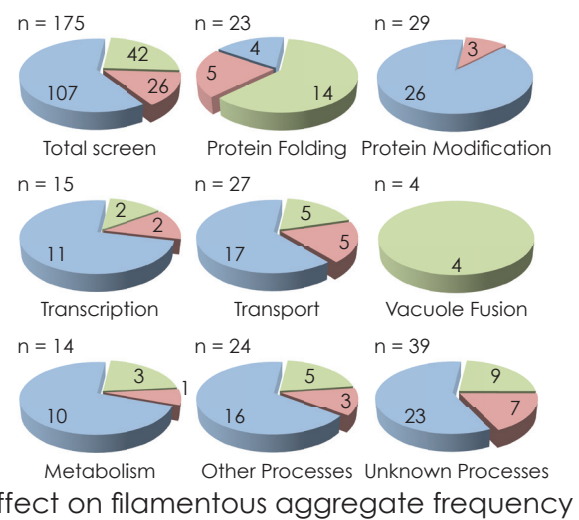 n = 175 n = 23 n = 29
42 4 3
107 26 5 14 26
Total screen Protein Folding Protein Modification
n = 15 n = 27 n = 4
2 5
11 2 17 5 4
Transcription Transport Vacuole Fusion
n = 14 n = 24 n = 39
3 5 9
10 1 16 3 23 7
Metabolism Other Processes Unknown Processes
ffect on filamentous aggregate frequency